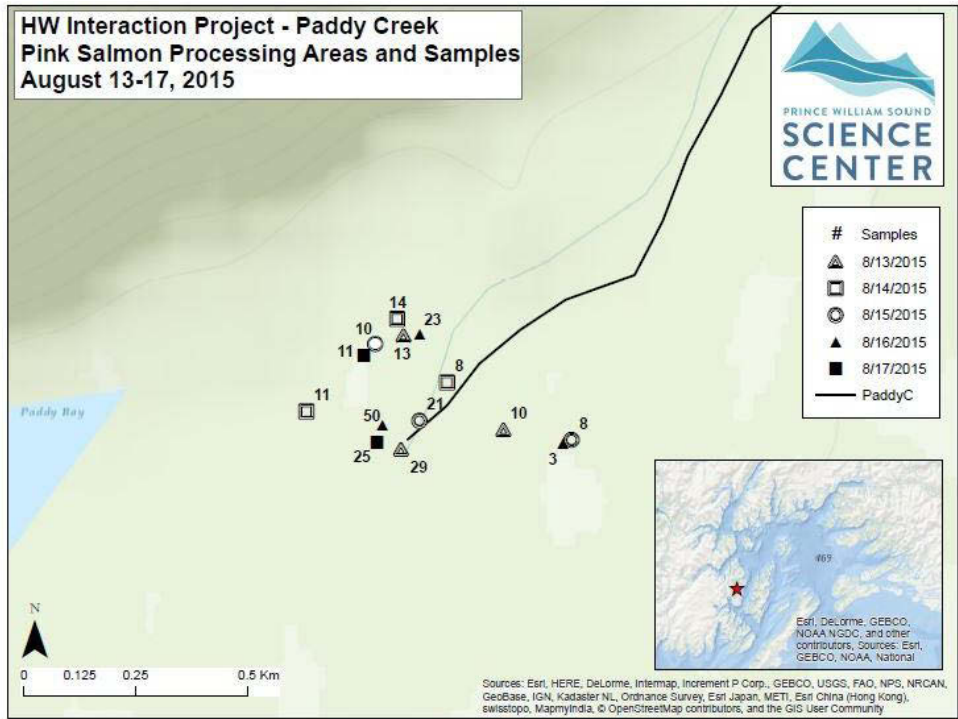 HW Interaction Project - Paddy Creek
Pink Salmon Processing Areas and Samples
August 13-17, 2015
PRINCE WILLIAM SOUND
SCIENCE
CENTER
# Samples
8/13/2015
8/14/2015
8/15/2015
8/16/2015
8/17/2015
PaddyC
14
10
23
11
13
8
11
50
21
10
8
25
29
3
Paddy Bay
469
Esri, DeLorme, GEBCO,
NOAA NGDC, and other
contributors, Sources: Esri,
GEBCO, NOAA, National
N
0 0.125 0.25 0.5 Km
Sources: Esri, HERE, DeLorme, Intermap, increment P Corp., GEBCO, USGS, FAO, NPS, NRCAN,
GeoBase, IGN, Kadaster NL, Ordnance Survey, Esri Japan, METI, Esri China (Hong Kong),
swisstopo, MapmyIndia, © OpenStreetMap contributors, and the GIS User Community